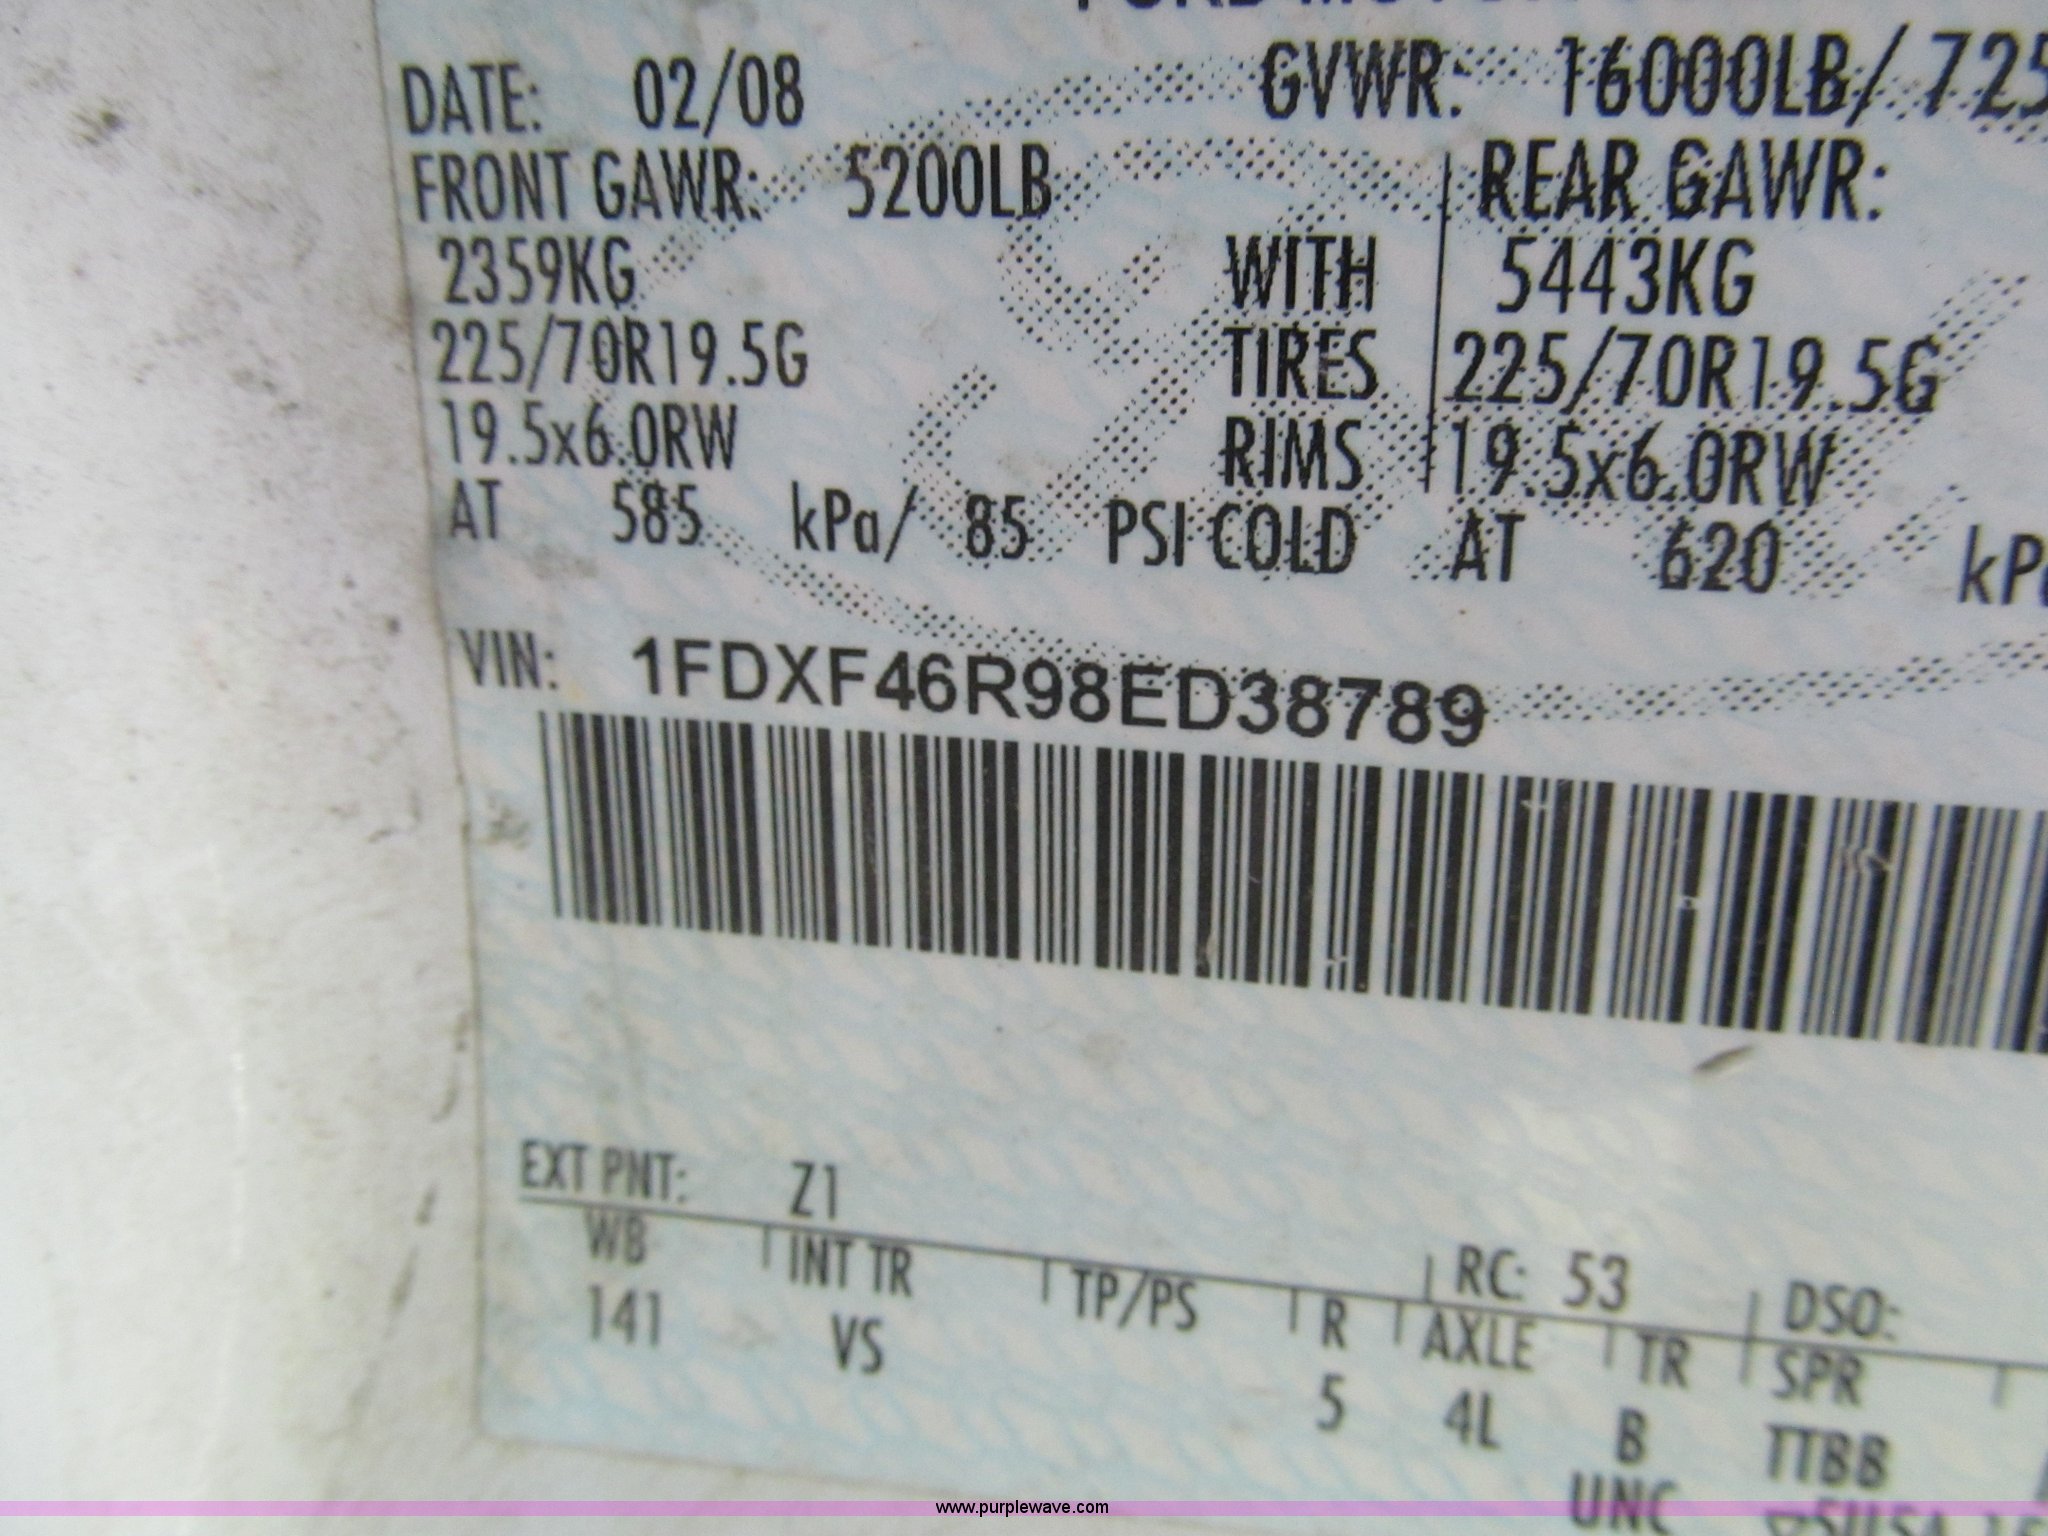 DATE: 02/08 GVWR: 16000LB/ 725
FRONT GAWR: 5200LB REAR GAWR:
2359KG WITH 5443KG
225/70R19.5G TIRES 225/70R19.5G
19.5x6.0RW RIMS 19.5x6.0RW
AT 585 kPa/ 85 PSI COLD AT 620 kPa
VIN: 1FDXF46R98ED38789
EXT PNT: Z1 RC: 53 DSO:
WB INT TR TP/PS R AXLE TR SPR
141 VS 5 4L B TTBB
UNC
www.purplewave.com